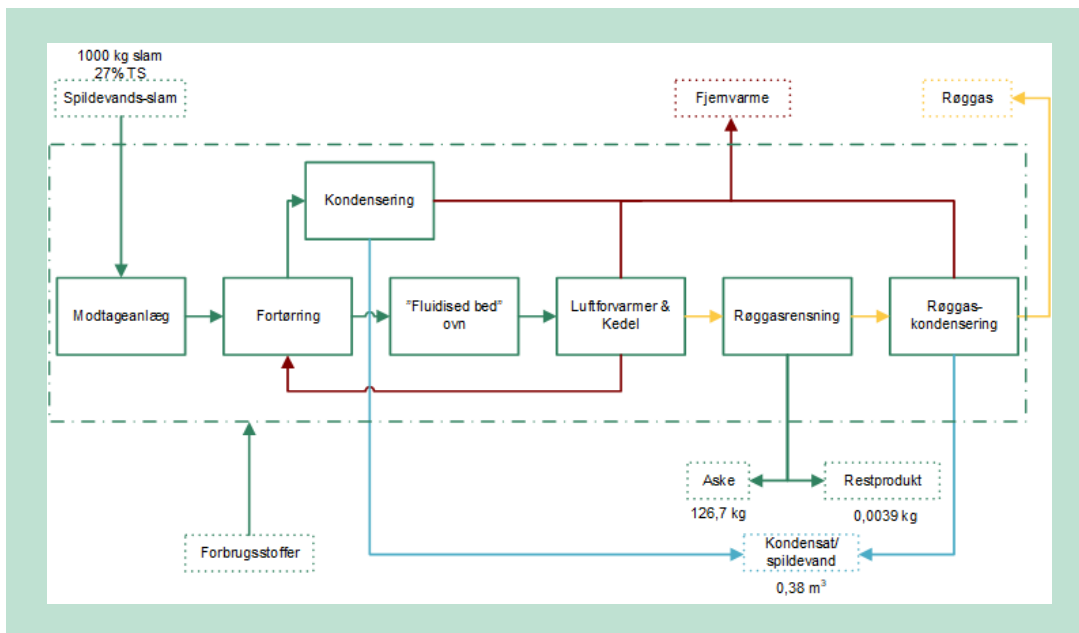 1000 kg slam
27% TS
Spildevands-slam
Fjernvarme
Røggas
Kondensering
Modtageanlæg
Fortørring
"Fluidised bed"
ovn
Luftforvarmer &
Kedel
Røggasrensning
Røggas-
kondensering
Aske
Restprodukt
126,7 kg
0,0039 kg
Forbrugsstoffer
Kondensat/
spildevand
0,38 m³